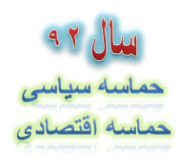 سال ۹۲
حماسه سیاسی
حماسه اقتصادی